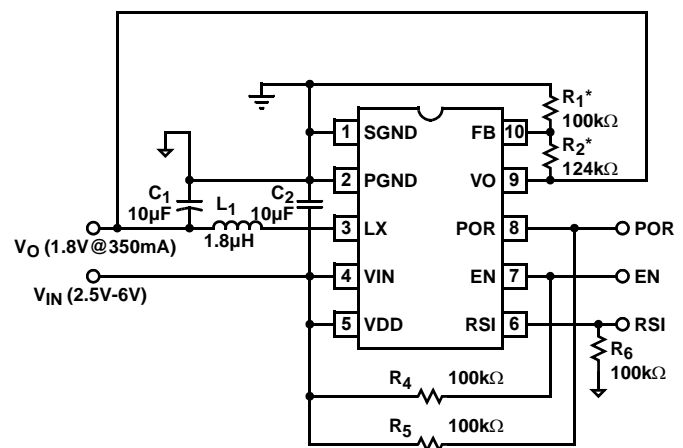 R1*
100kΩ
R2*
124kΩ
1 SGND FB 10
2 PGND VO 9
3 LX POR 8
4 VIN EN 7
5 VDD RSI 6
C1
10µF
L1
1.8µH
C2
10µF
VO (1.8V@350mA)
VIN (2.5V-6V)
POR
EN
RSI
R6
100kΩ
R4 100kΩ
R5 100kΩ